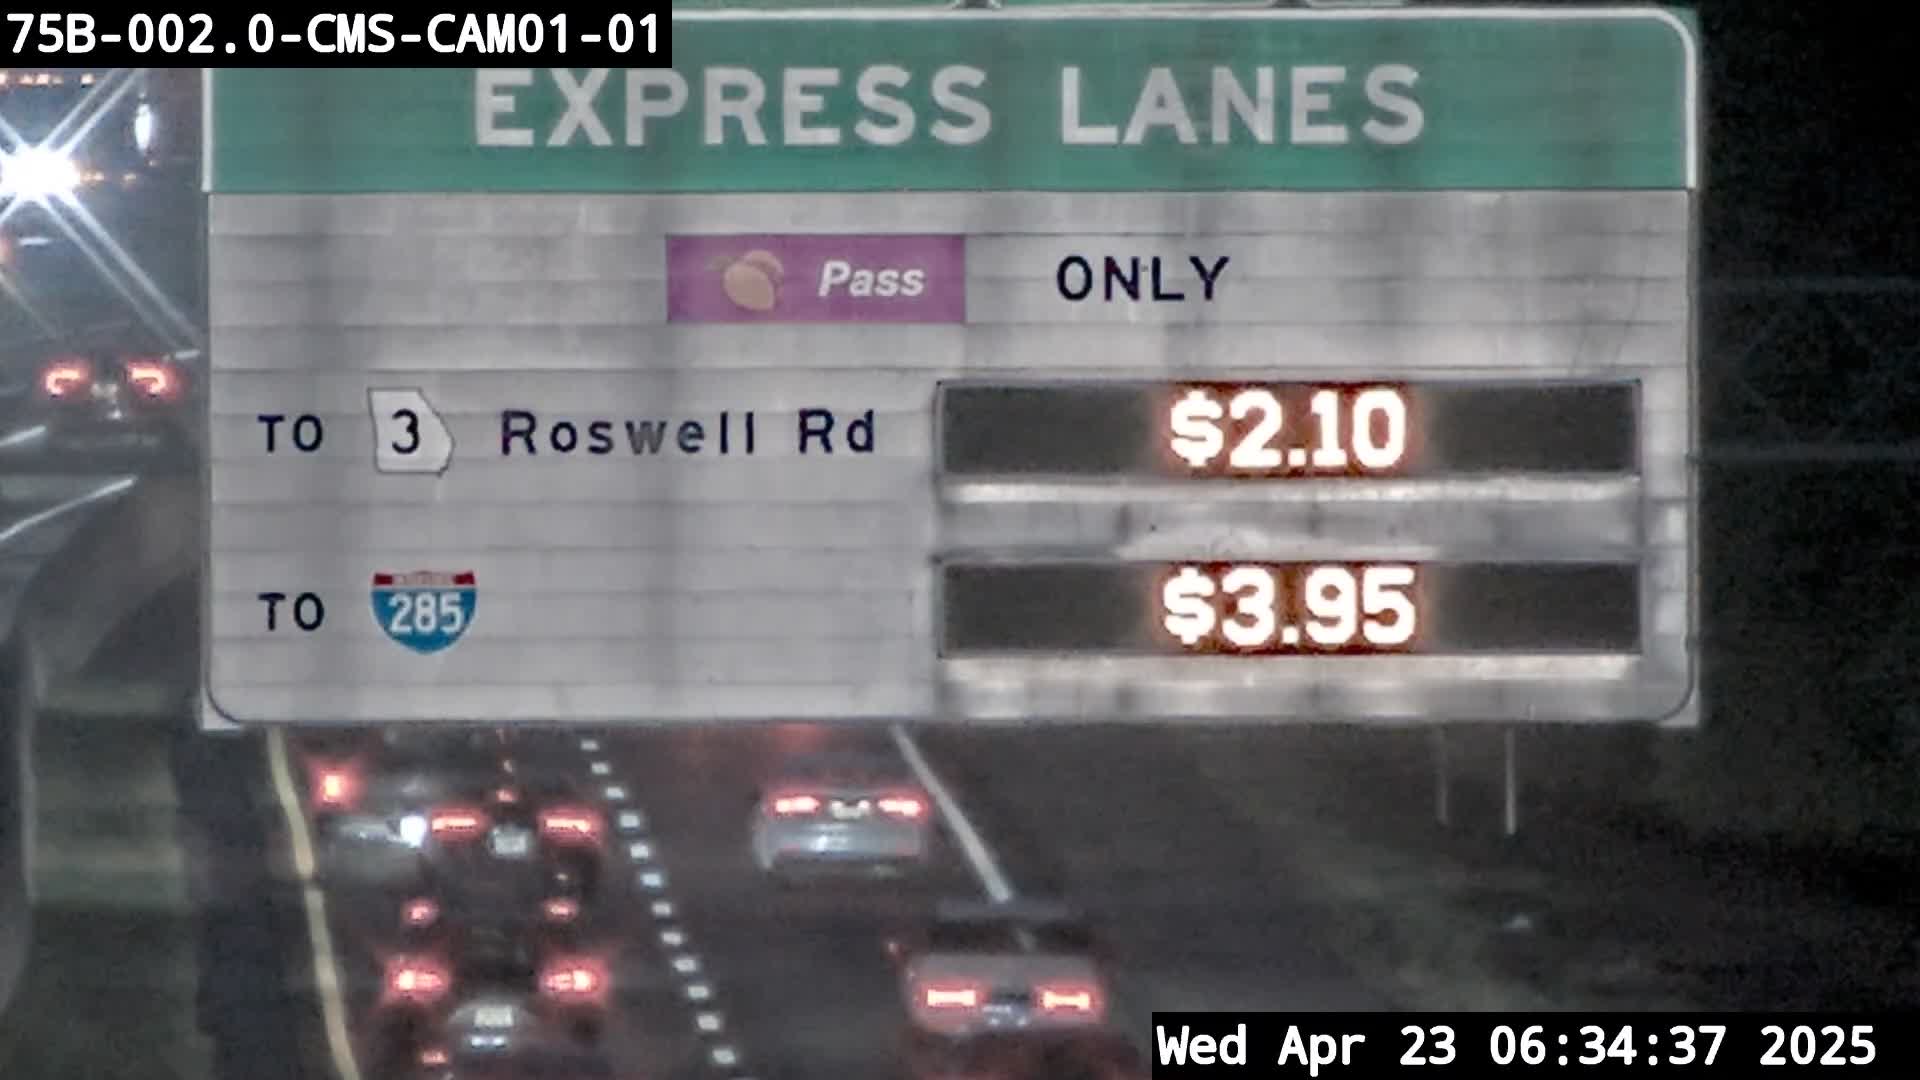 75B-002.0-CMS-CAM01-01
EXPRESS LANES
Pass ONLY
TO 3 Roswell Rd $2.10
TO 285 $3.95
Wed Apr 23 06:34:37 2025